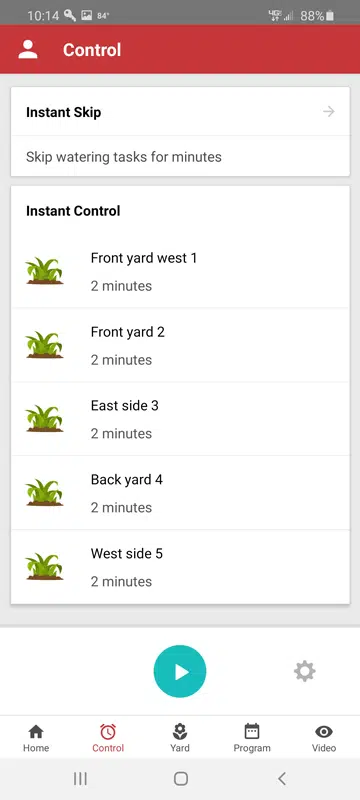 10:14 84° 88%
Control
Instant Skip
Skip watering tasks for minutes
Instant Control
Front yard west 1
2 minutes
Front yard 2
2 minutes
East side 3
2 minutes
Back yard 4
2 minutes
West side 5
2 minutes
Home Control Yard Program Video